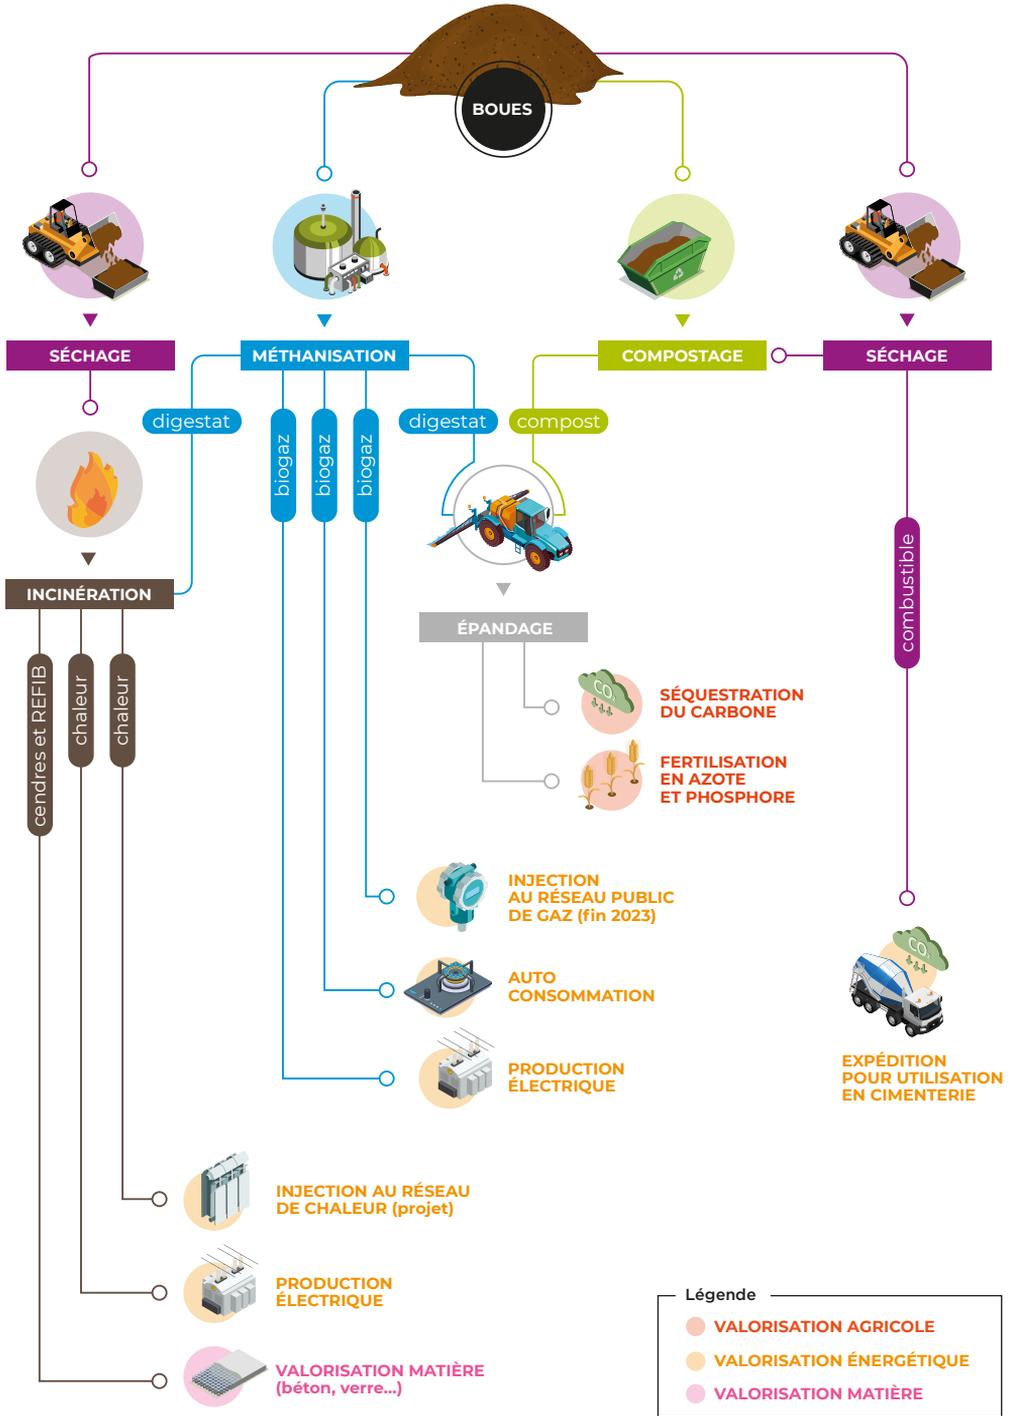 BOUES
SÉCHAGE
MÉTHANISATION
COMPOSTAGE
SÉCHAGE
digestat
digestat
compost
biogaz
biogaz
biogaz
combustible
INCINÉRATION
ÉPANDAGE
cendres et REFIB
chaleur
chaleur
CO₂
SÉQUESTRATION
DU CARBONE
FERTILISATION
EN AZOTE
ET PHOSPHORE
INJECTION
AU RÉSEAU PUBLIC
DE GAZ (fin 2023)
AUTO
CONSOMMATION
PRODUCTION
ÉLECTRIQUE
CO₂
EXPÉDITION
POUR UTILISATION
EN CIMENTERIE
INJECTION AU RÉSEAU
DE CHALEUR (projet)
PRODUCTION
ÉLECTRIQUE
VALORISATION MATIÈRE
(béton, verre...)
Légende
VALORISATION AGRICOLE
VALORISATION ÉNERGÉTIQUE
VALORISATION MATIÈRE